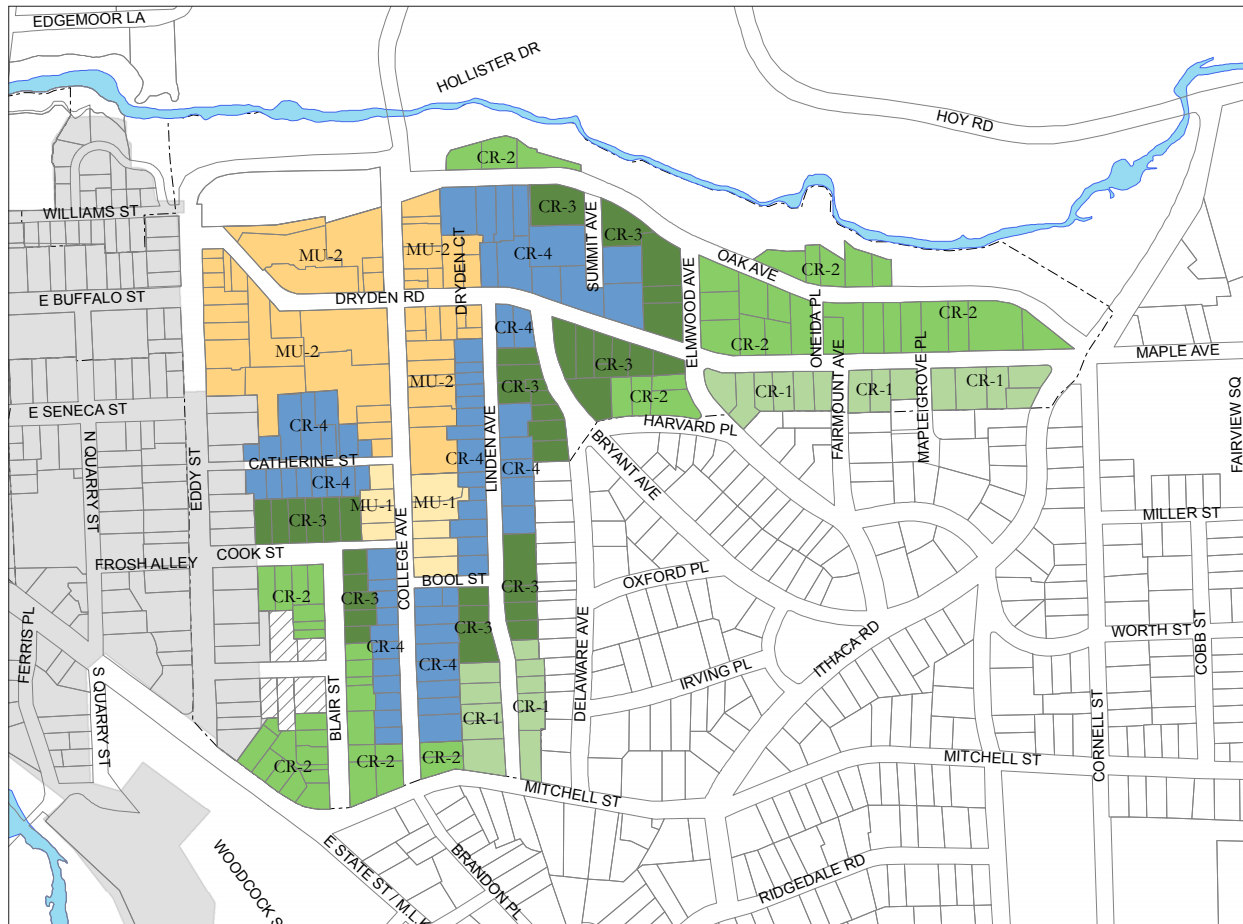 EDGEMOOR LA
HOLLISTER DR
HOY RD
CR-2
WILLIAMS ST
CR-3
SUMMIT AVE
CR-3
MU-2
MU-2
DRYDEN CT
CR-4
ELMWOOD AVE
OAK AVE
CR-2
E BUFFALO ST
DRYDEN RD
ONEIDA PL
CR-2
CR-4
MU-2
MU-2
CR-2
MAPLE AVE
CR-3
CR-3
FAIRMOUNT AVE
MAPLE GROVE PL
CR-1
CR-1
CR-1
FAIRVIEW SQ
E SENECA ST
CR-4
CR-2
HARVARD PL
N QUARRY ST
EDDY ST
CATHERINE ST
CR-4
LINDEN AVE
CR-4
BRYANT AVE
CR-4
MU-1
MU-1
CR-3
COLLEGE AVE
MILLER ST
COOK ST
FROSH ALLEY
BOOL ST
OXFORD PL
CR-2
CR-3
CR-3
CR-3
FERRIS PL
DELAWARE AVE
ITHACA RD
WORTH ST
COBB ST
CR-4
CR-4
IRVING PL
S QUARRY ST
BLAIR ST
CR-1
CR-1
CORNELL ST
CR-2
CR-2
CR-2
MITCHELL ST
MITCHELL ST
WOODCOCK S
E STATE ST / M.L.K
BRANDON PL
RIDGEDALE RD